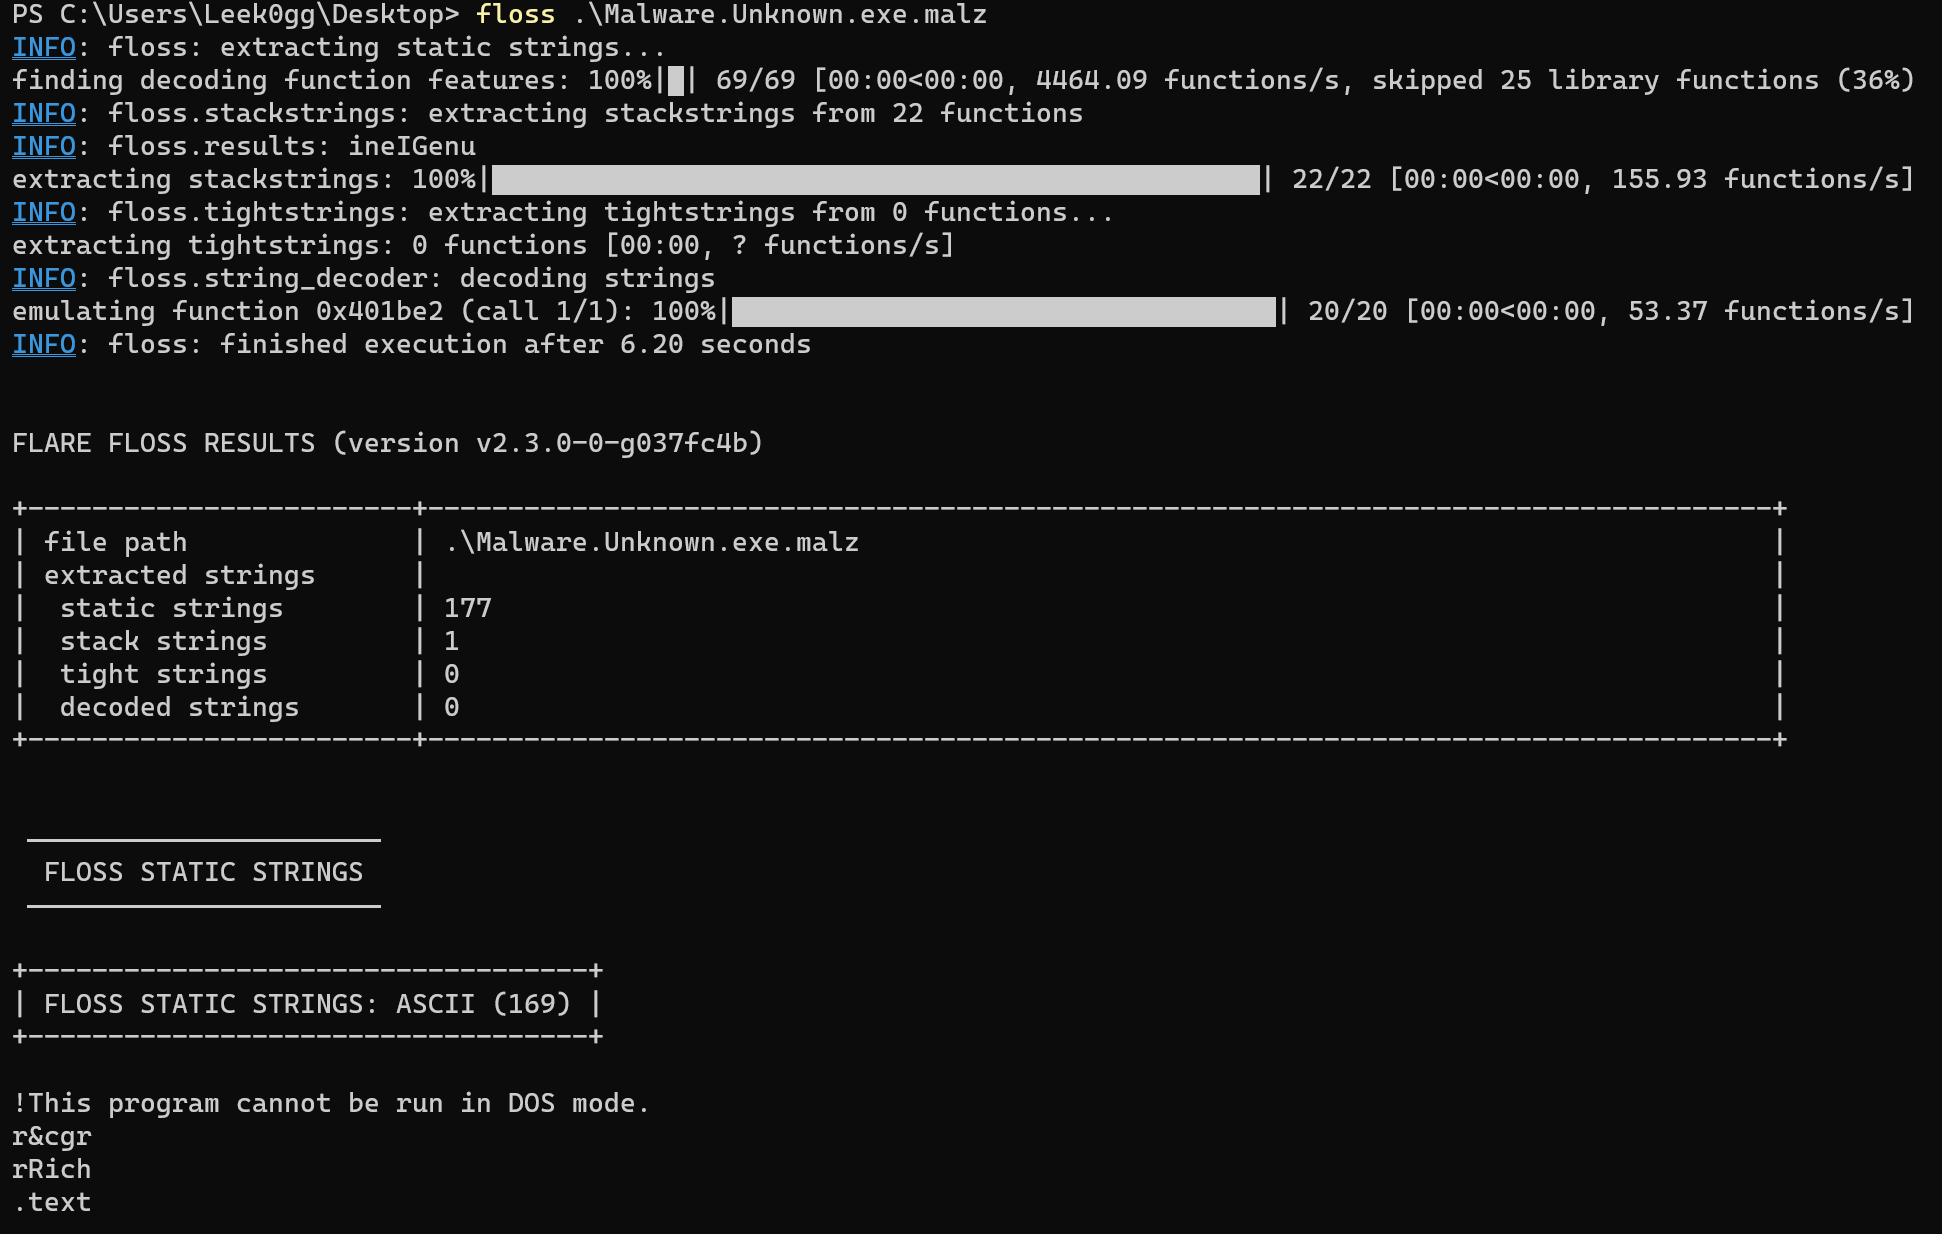 PS C:\Users\Leek0gg\Desktop> floss .\Malware.Unknown.exe.malz
INFO: floss: extracting static strings...
finding decoding function features: 100%|█| 69/69 [00:00<00:00, 4464.09 functions/s, skipped 25 library functions (36%)
INFO: floss.stackstrings: extracting stackstrings from 22 functions
INFO: floss.results: ineIGenu
extracting stackstrings: 100%|████████████████████████████████████████████████| 22/22 [00:00<00:00, 155.93 functions/s]
INFO: floss.tightstrings: extracting tightstrings from 0 functions...
extracting tightstrings: 0 functions [00:00, ? functions/s]
INFO: floss.string_decoder: decoding strings
emulating function 0x401be2 (call 1/1): 100%|██████████████████████████████████| 20/20 [00:00<00:00, 53.37 functions/s]
INFO: floss: finished execution after 6.20 seconds
FLARE FLOSS RESULTS (version v2.3.0-0-g037fc4b)
+------------------------+------------------------------------------------------------------------------------+
| file path              | .\Malware.Unknown.exe.malz                                                         |
| extracted strings      |                                                                                    |
|  static strings        | 177                                                                                |
|  stack strings         | 1                                                                                  |
|  tight strings         | 0                                                                                  |
|  decoded strings       | 0                                                                                  |
+------------------------+------------------------------------------------------------------------------------+
FLOSS STATIC STRINGS
+-----------------------------------+
| FLOSS STATIC STRINGS: ASCII (169) |
+-----------------------------------+
!This program cannot be run in DOS mode.
r&cgr
rRich
.text